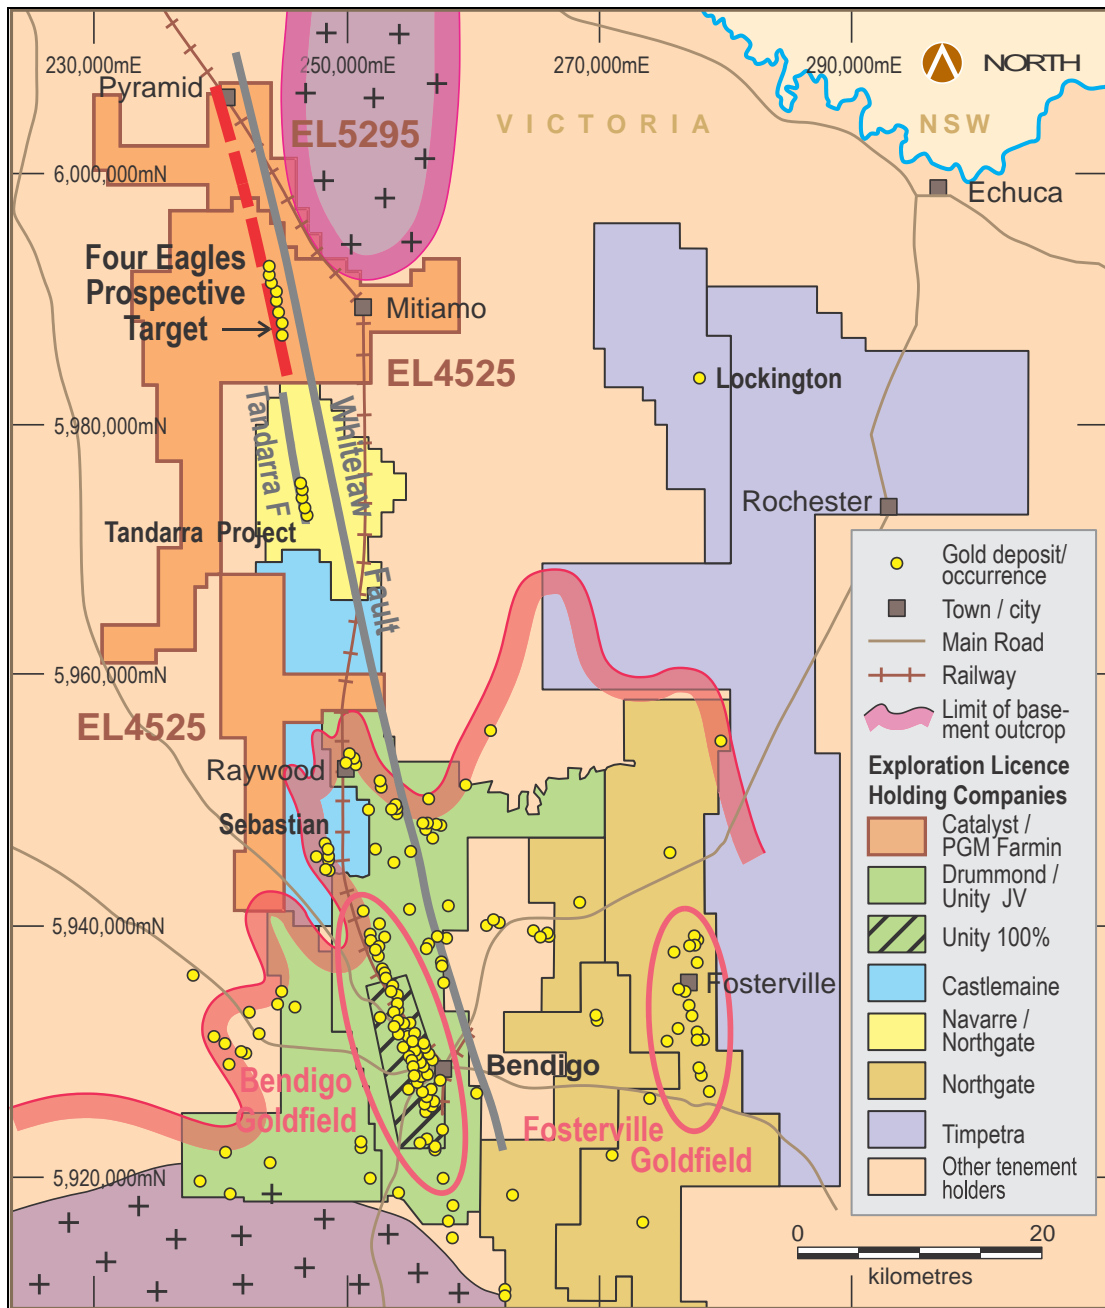 230,000mE
250,000mE
270,000mE
290,000mE
NORTH
Pyramid
EL5295
VICTORIA
NSW
6,000,000mN
Echuca
Four Eagles
Prospective
Target
Mitiamo
EL4525
Lockington
5,980,000mN
Tandarra F
Whitelaw
Fault
Rochester
Tandarra Project
5,960,000mN
EL4525
Raywood
Sebastian
5,940,000mN
Fosterville
Bendigo
Bendigo
Goldfield
Fosterville
Goldfield
5,920,000mN
Gold deposit/
occurrence
Town / city
Main Road
Railway
Limit of base-
ment outcrop
Exploration Licence
Holding Companies
Catalyst /
PGM Farmin
Drummond /
Unity JV
Unity 100%
Castlemaine
Navarre /
Northgate
Northgate
Timpetra
Other tenement
holders
0 20
kilometres